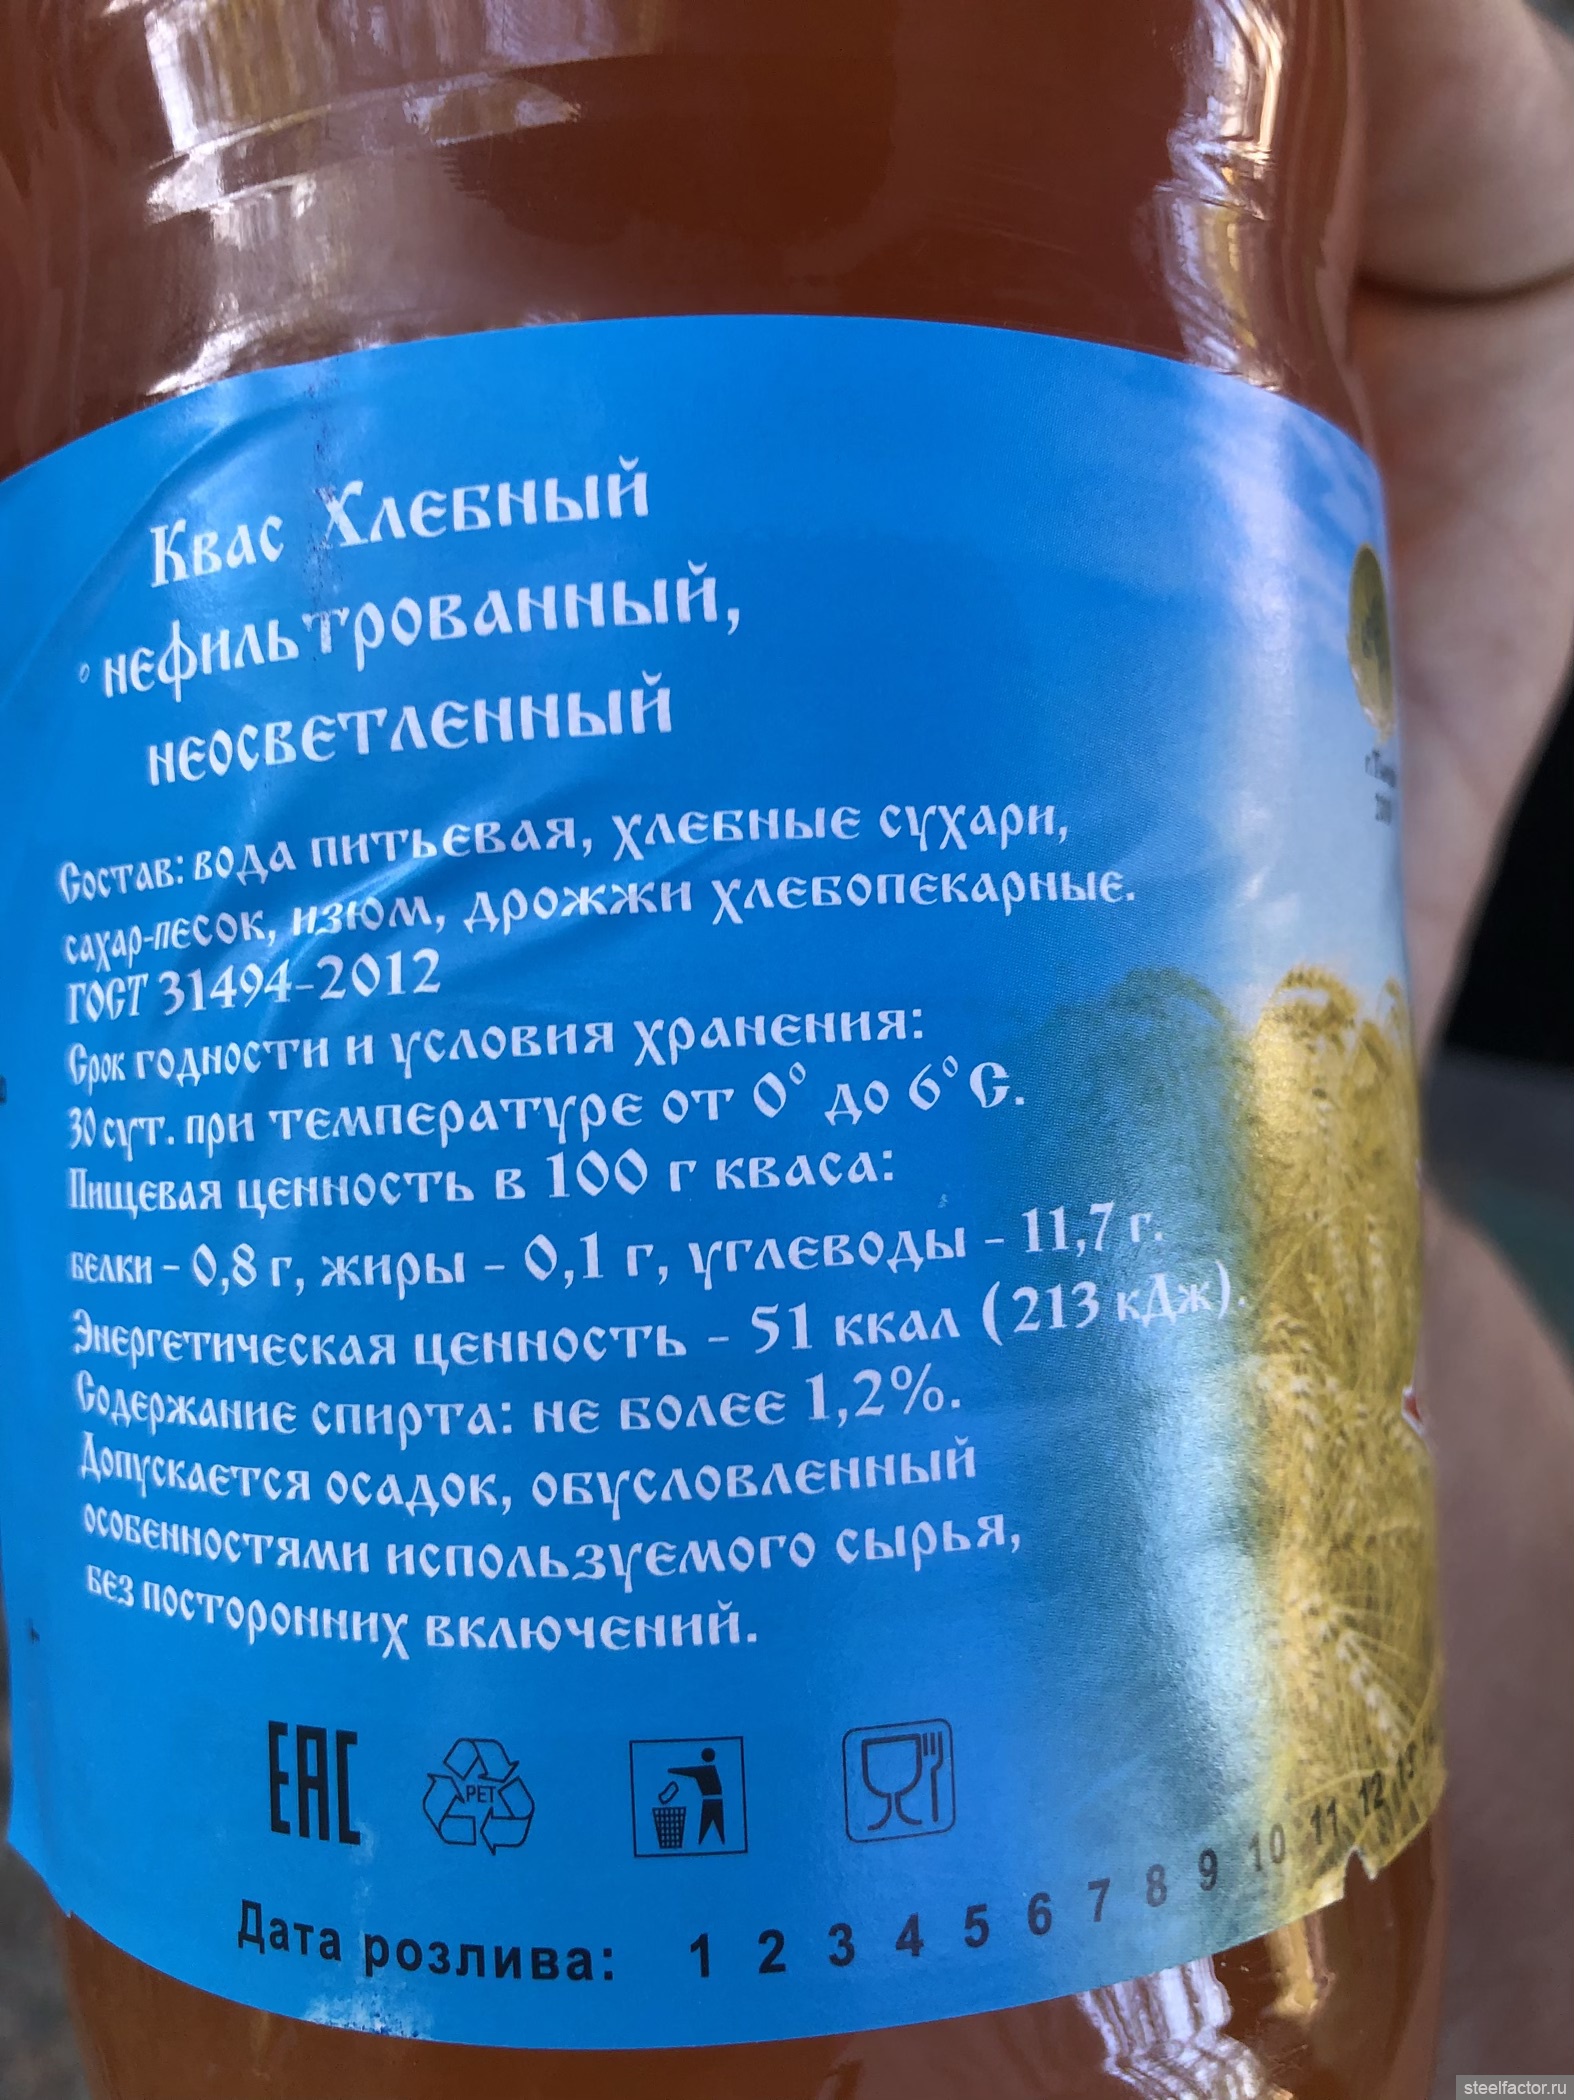 Квас Хлебный
нефильтрованный,
неосветленный
Состав: вода питьевая, хлебные сухари,
сахар-песок, изюм, дрожжи хлебопекарные.
ГОСТ 31494-2012
Срок годности и условия хранения:
30 сут. при температуре от 0° до 6° С.
Пищевая ценность в 100 г кваса:
белки – 0,8 г, жиры – 0,1 г, углеводы – 11,7 г.
Энергетическая ценность – 51 ккал (213 кДж).
Содержание спирта: не более 1,2%.
Допускается осадок, обусловленный
особенностями используемого сырья,
без посторонних включений.
ЕАС
PET
Дата розлива: 1 2 3 4 5 6 7 8 9 10 11 12 13
steelfactor.ru